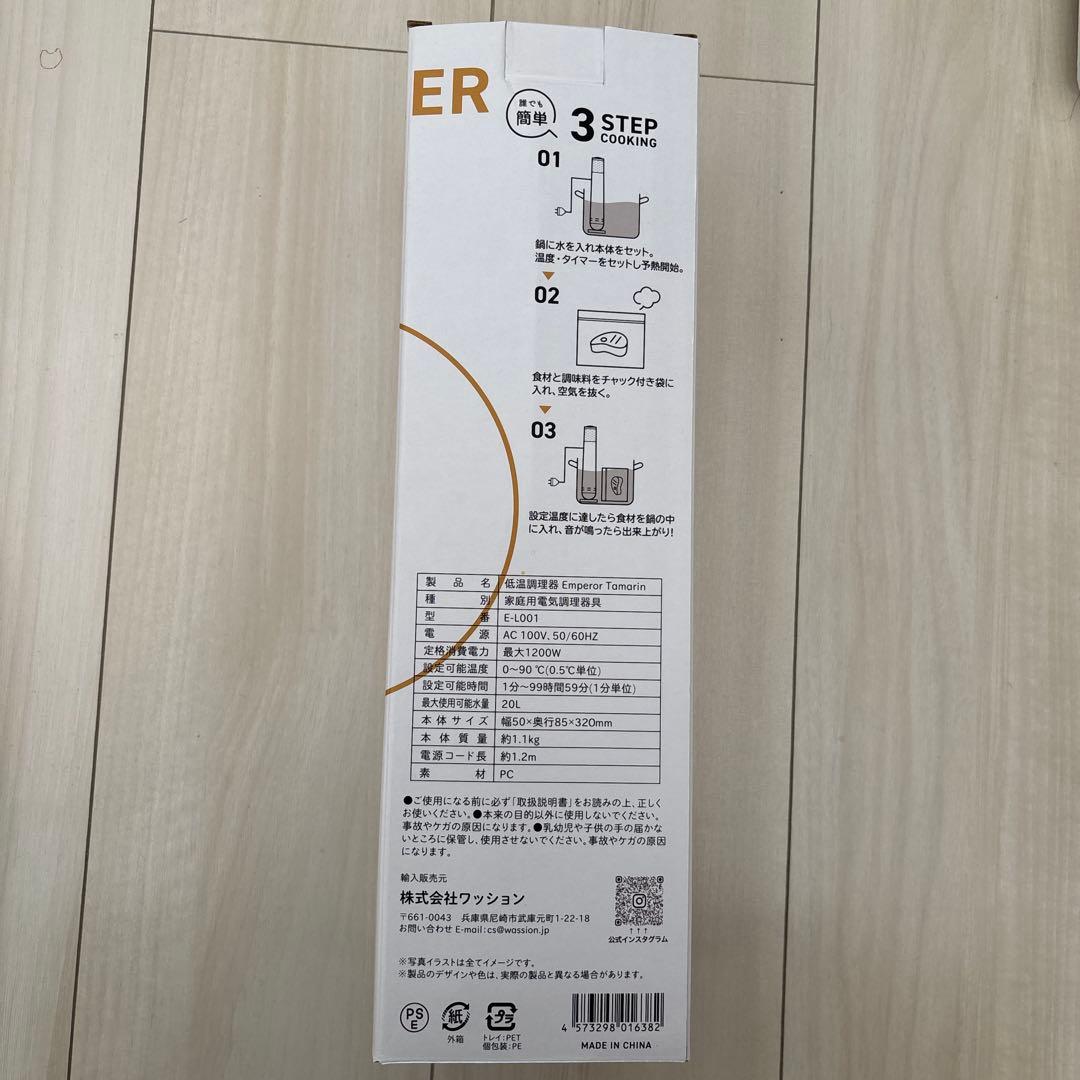 ER
誰でも
簡単
3 STEP
COOKING
01
鍋に水を入れ本体をセット。
温度・タイマーをセットし予熱開始。
02
食材と調味料をチャック付き袋に
入れ、空気を抜く。
03
設定温度に達したら食材を鍋の中
に入れ、音が鳴ったら出来上がり!
製品名 低温調理器 Emperor Tamarin
種別 家庭用電気調理器具
型番 E-L001
電源 AC 100V、50/60HZ
定格消費電力 最大1200W
設定可能温度 0～90 ℃(0.5℃単位)
設定可能時間 1分～99時間59分(1分単位)
最大使用可能水量 20L
本体サイズ 幅50×奥行85×320mm
本体質量 約1.1kg
電源コード長 約1.2m
素材 PC
●ご使用になる前に必ず「取扱説明書」をお読みの上、正しく
お使いください。●本来の目的以外に使用しないでください。
事故やケガの原因になります。●乳幼児や子供の手の届かな
いところに保管し、使用させないでください。事故やケガの原因
になります。
輸入販売元
株式会社ワッション
〒661-0043 兵庫県尼崎市武庫元町1-22-18
お問い合わせ E-mail:cs@wassion.jp
↑↑↑
公式インスタグラム
※写真イラストは全てイメージです。
※製品のデザインや色は、実際の製品と異なる場合があります。
PS
E
紙
外箱
プラ
トレイ:PET
個包装:PE
4 573298 016382
MADE IN CHINA